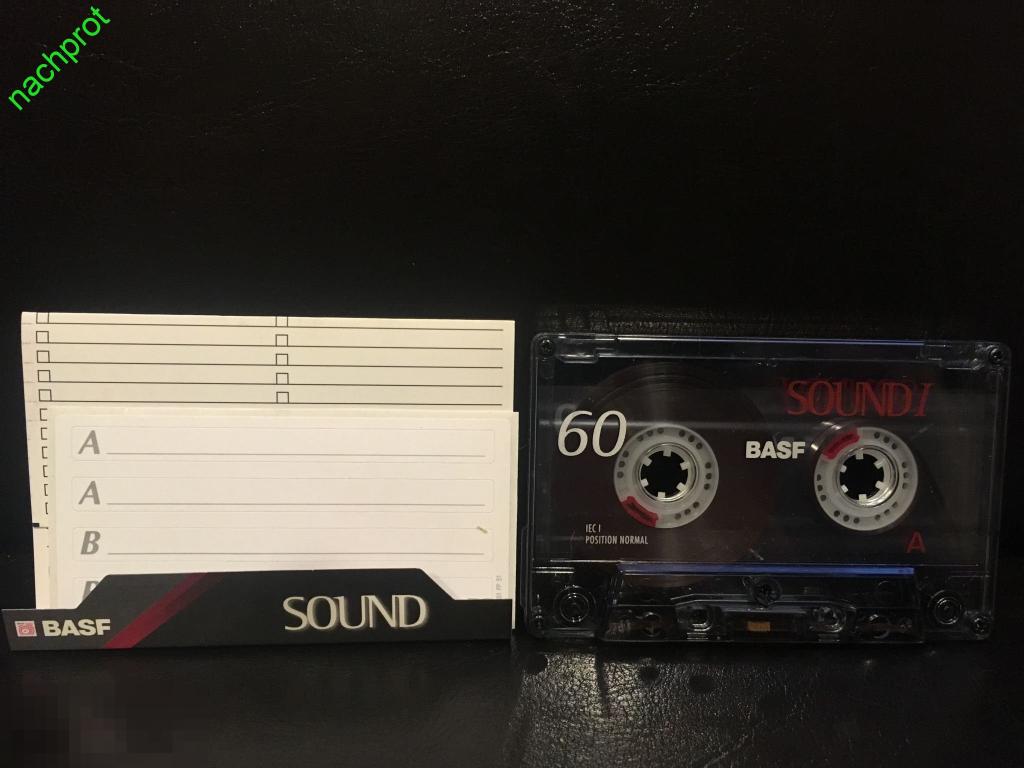 nachprot
A
A
B
BASF
SOUND
SOUND I
60
BASF
IEC I
POSITION NORMAL
A